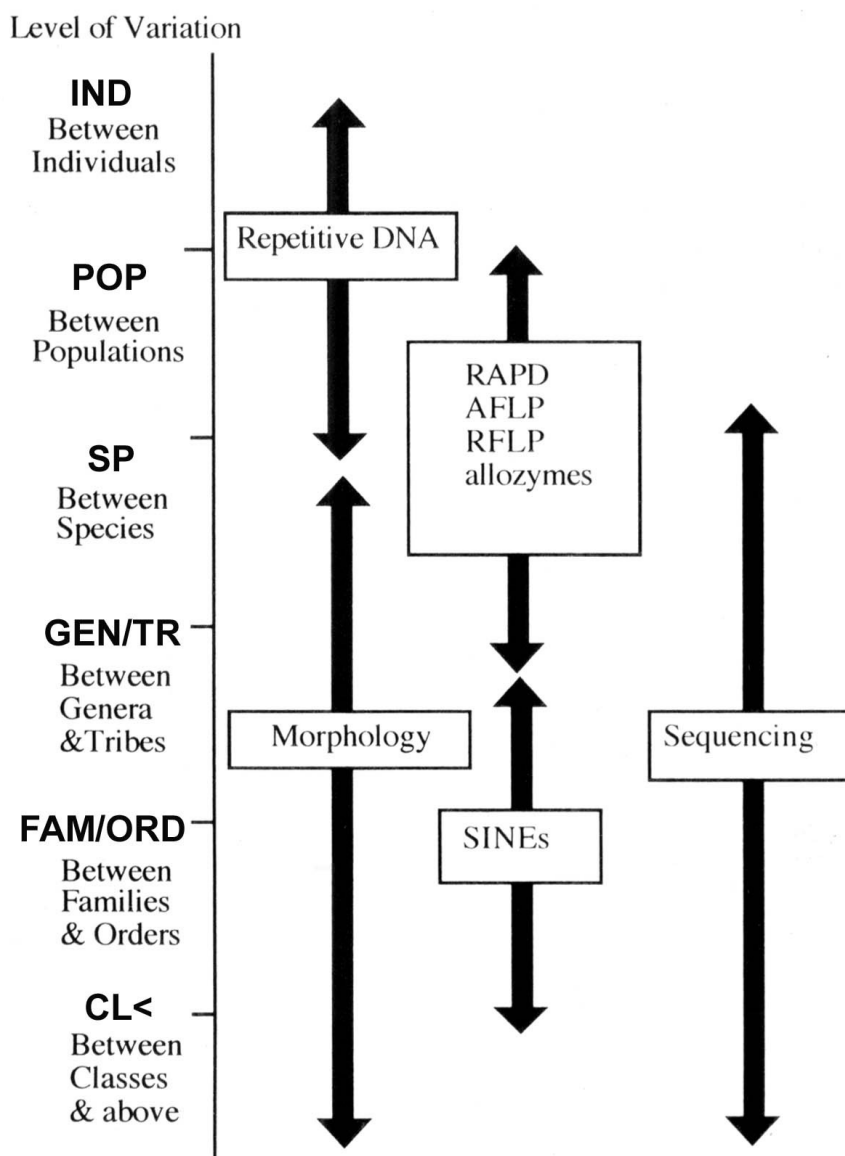 Level of Variation
IND
Between
Individuals
Repetitive DNA
POP
Between
Populations
RAPD
AFLP
RFLP
allozymes
SP
Between
Species
GEN/TR
Between
Genera
&Tribes
Morphology
Sequencing
FAM/ORD
Between
Families
& Orders
SINEs
CL<
Between
Classes
& above